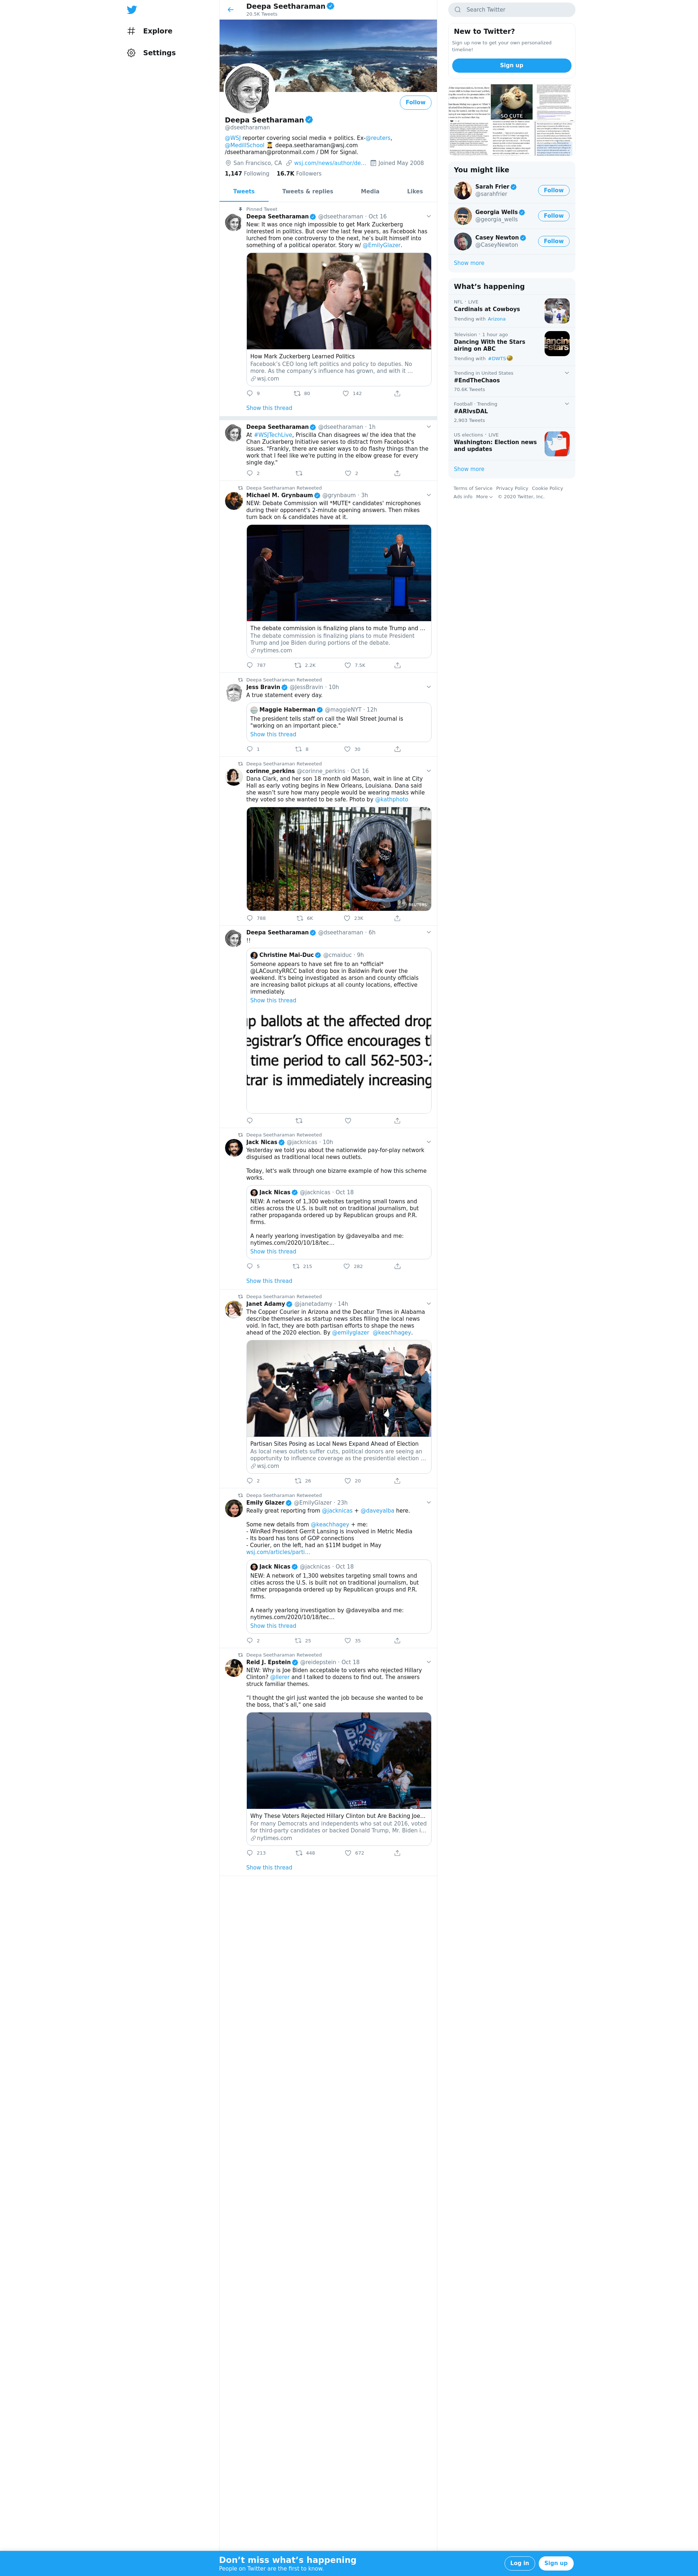 Explore
Settings
Deepa Seetharaman
20.5K Tweets
Follow
Deepa Seetharaman
@dseetharaman
@WSJ reporter covering social media + politics. Ex-@reuters,
@MedillSchool deepa.seetharaman@wsj.com
/dseetharaman@protonmail.com / DM for Signal.
San Francisco, CA wsj.com/news/author/de… Joined May 2008
1,147 Following 16.7K Followers
Tweets Tweets & replies Media Likes
Pinned Tweet
Deepa Seetharaman @dseetharaman · Oct 16
New: It was once nigh impossible to get Mark Zuckerberg
interested in politics. But over the last few years, as Facebook has
lurched from one controversy to the next, he's built himself into
something of a political operator. Story w/ @EmilyGlazer.
How Mark Zuckerberg Learned Politics
Facebook's CEO long left politics and policy to deputies. No
more. As the company's influence has grown, and with it …
wsj.com
9 80 142
Show this thread
Deepa Seetharaman @dseetharaman · 1h
At #WSJTechLive, Priscilla Chan disagrees w/ the idea that the
Chan Zuckerberg Initiative serves to distract from Facebook's
issues. "Frankly, there are easier ways to do flashy things than the
work that I feel like we're putting in the elbow grease for every
single day."
2 2
Deepa Seetharaman Retweeted
Michael M. Grynbaum @grynbaum · 3h
NEW: Debate Commission will *MUTE* candidates' microphones
during their opponent's 2-minute opening answers. Then mikes
turn back on & candidates have at it.
The debate commission is finalizing plans to mute Trump and …
The debate commission is finalizing plans to mute President
Trump and Joe Biden during portions of the debate.
nytimes.com
787 2.2K 7.5K
Deepa Seetharaman Retweeted
Jess Bravin @JessBravin · 10h
A true statement every day.
Maggie Haberman @maggieNYT · 12h
The president tells staff on call the Wall Street Journal is
"working on an important piece."
Show this thread
1 8 30
Deepa Seetharaman Retweeted
corinne_perkins @corinne_perkins · Oct 16
Dana Clark, and her son 18 month old Mason, wait in line at City
Hall as early voting begins in New Orleans, Louisiana. Dana said
she wasn't sure how many people would be wearing masks while
they voted so she wanted to be safe. Photo by @kathphoto
REUTERS
788 6K 23K
Deepa Seetharaman @dseetharaman · 6h
!!
Christine Mai-Duc @cmaiduc · 9h
Someone appears to have set fire to an *official*
@LACountyRRCC ballot drop box in Baldwin Park over the
weekend. It's being investigated as arson and county officials
are increasing ballot pickups at all county locations, effective
immediately.
Show this thread
p ballots at the affected drop
egistrar's Office encourages t
time period to call 562-503-
trar is immediately increasing
Deepa Seetharaman Retweeted
Jack Nicas @jacknicas · 10h
Yesterday we told you about the nationwide pay-for-play network
disguised as traditional local news outlets.
Today, let's walk through one bizarre example of how this scheme
works.
Jack Nicas @jacknicas · Oct 18
NEW: A network of 1,300 websites targeting small towns and
cities across the U.S. is built not on traditional journalism, but
rather propaganda ordered up by Republican groups and P.R.
firms.
A nearly yearlong investigation by @daveyalba and me:
nytimes.com/2020/10/18/tec…
Show this thread
5 215 282
Show this thread
Deepa Seetharaman Retweeted
Janet Adamy @janetadamy · 14h
The Copper Courier in Arizona and the Decatur Times in Alabama
describe themselves as startup news sites filling the local news
void. In fact, they are both partisan efforts to shape the news
ahead of the 2020 election. By @emilyglazer @keachhagey.
Partisan Sites Posing as Local News Expand Ahead of Election
As local news outlets suffer cuts, political donors are seeing an
opportunity to influence coverage as the presidential election …
wsj.com
2 26 20
Deepa Seetharaman Retweeted
Emily Glazer @EmilyGlazer · 23h
Really great reporting from @jacknicas + @daveyalba here.
Some new details from @keachhagey + me:
- WinRed President Gerrit Lansing is involved in Metric Media
- Its board has tons of GOP connections
- Courier, on the left, had an $11M budget in May
wsj.com/articles/parti…
Jack Nicas @jacknicas · Oct 18
NEW: A network of 1,300 websites targeting small towns and
cities across the U.S. is built not on traditional journalism, but
rather propaganda ordered up by Republican groups and P.R.
firms.
A nearly yearlong investigation by @daveyalba and me:
nytimes.com/2020/10/18/tec…
Show this thread
2 25 35
Deepa Seetharaman Retweeted
Reid J. Epstein @reidepstein · Oct 18
NEW: Why is Joe Biden acceptable to voters who rejected Hillary
Clinton? @llerer and I talked to dozens to find out. The answers
struck familiar themes.
"I thought the girl just wanted the job because she wanted to be
the boss, that's all," one said
BIDEN
HARRIS
Why These Voters Rejected Hillary Clinton but Are Backing Joe…
For many Democrats and independents who sat out 2016, voted
for third-party candidates or backed Donald Trump, Mr. Biden i…
nytimes.com
213 446 672
Show this thread
Search Twitter
New to Twitter?
Sign up now to get your own personalized
timeline!
Sign up
SO CUTE
You might like
Sarah Frier
@sarahfrier
Follow
Georgia Wells
@georgia_wells
Follow
Casey Newton
@CaseyNewton
Follow
Show more
What's happening
NFL · LIVE
Cardinals at Cowboys
Trending with Arizona
Television · 1 hour ago
Dancing With the Stars
airing on ABC
Trending with #DWTS
Trending in United States
#EndTheChaos
70.6K Tweets
Football · Trending
#ARIvsDAL
2,903 Tweets
US elections · LIVE
Washington: Election news
and updates
Show more
Terms of Service Privacy Policy Cookie Policy
Ads info More © 2020 Twitter, Inc.
Don't miss what's happening
People on Twitter are the first to know.
Log in Sign up